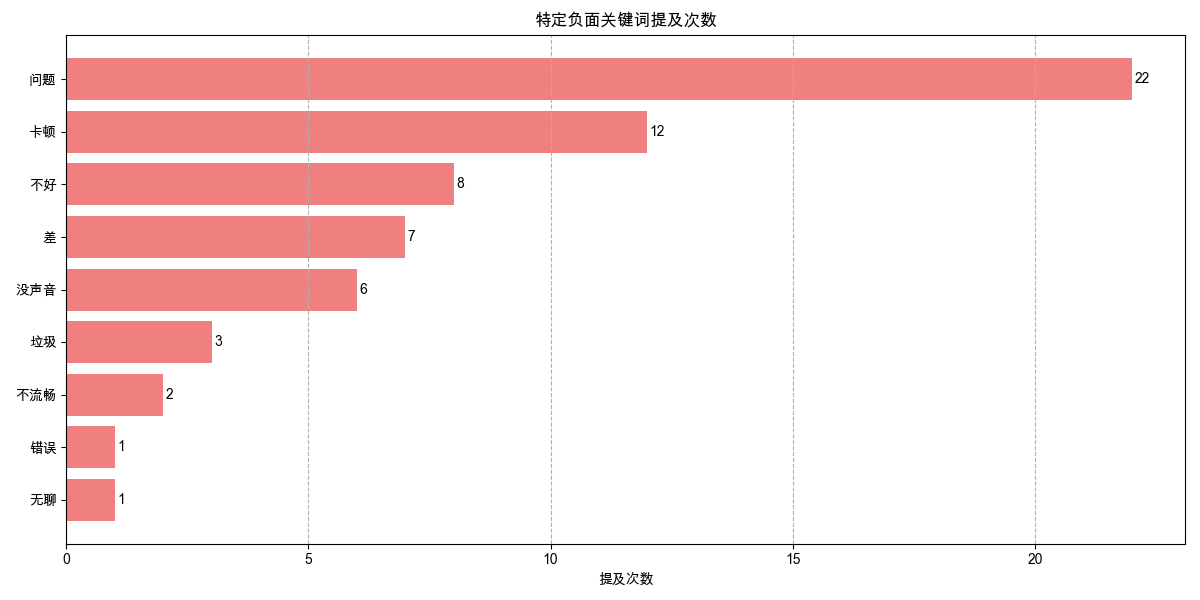 特定负面关键词提及次数
问题 22
卡顿 12
不好 8
差 7
没声音 6
垃圾 3
不流畅 2
错误 1
无聊 1
0 5 10 15 20
提及次数